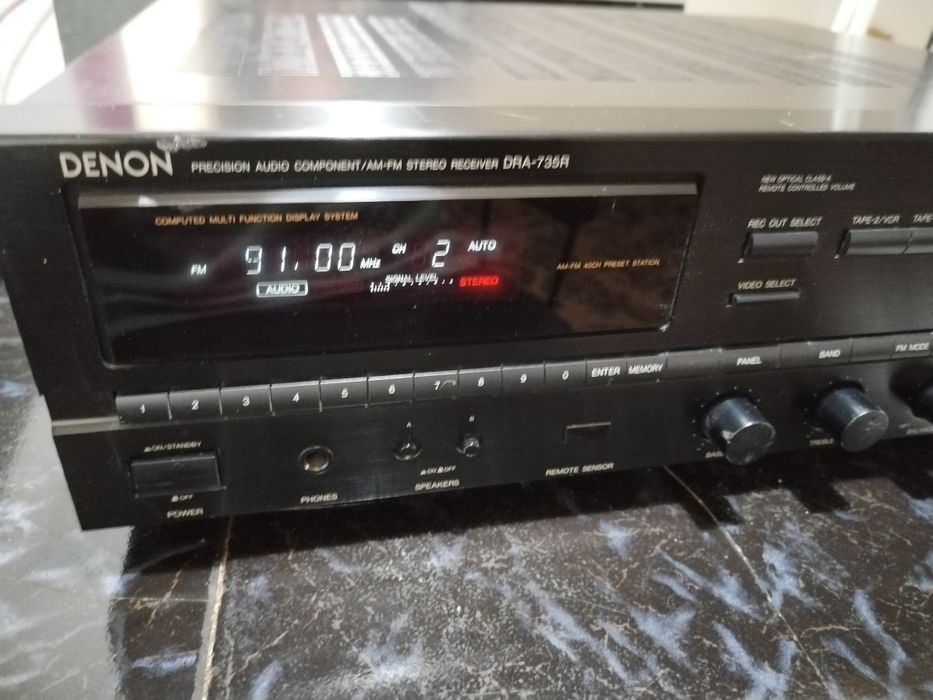 DENON PRECISION AUDIO COMPONENT/AM-FM STEREO RECEIVER DRA-735R
NEW OPTICAL CLASS-A
REMOTE CONTROLLED VOLUME
COMPUTED MULTI FUNCTION DISPLAY SYSTEM
REC OUT SELECT
TAPE-2/VCR
TAPE-
FM 91.00 MHz CH 2 AUTO
AM-FM 40CH PRESET STATION
AUDIO
SIGNAL LEVEL
STEREO
VIDEO SELECT
1 2 3 4 5 6 7 8 9 0 ENTER MEMORY
PANEL
BAND
FM MODE
ON/STANDBY
OFF
POWER
PHONES
A
B
ON OFF
SPEAKERS
REMOTE SENSOR
BASS
TREBLE